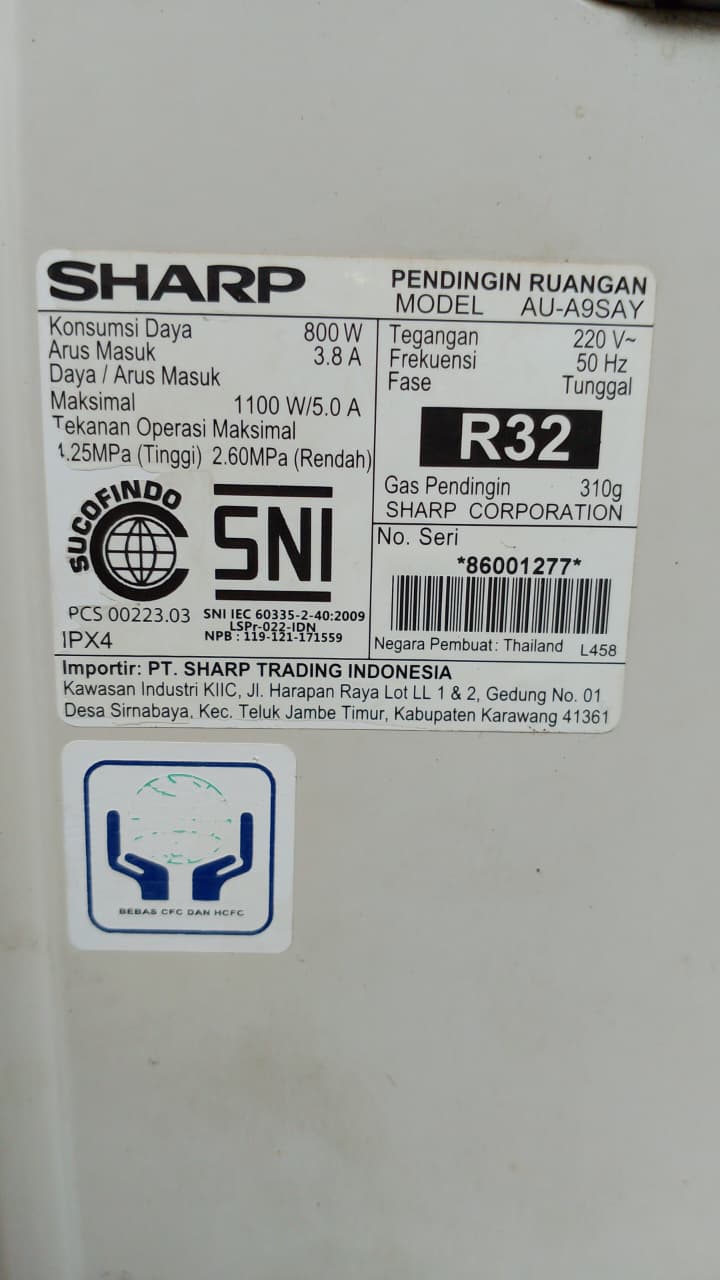 SHARP
PENDINGIN RUANGAN
MODEL AU-A9SAY
Konsumsi Daya 800 W
Arus Masuk 3.8 A
Daya / Arus Masuk
Maksimal 1100 W/5.0 A
Tekanan Operasi Maksimal
4.25MPa (Tinggi) 2.60MPa (Rendah)
Tegangan 220 V~
Frekuensi 50 Hz
Fase Tunggal
R32
Gas Pendingin 310g
SHARP CORPORATION
SUCOFINDO
SNI
PCS 00223.03
SNI IEC 60335-2-40:2009
LSPr-022-IDN
NPB : 119-121-171559
IPX4
No. Seri
*86001277*
Negara Pembuat: Thailand L458
Importir: PT. SHARP TRADING INDONESIA
Kawasan Industri KIIC, Jl. Harapan Raya Lot LL 1 & 2, Gedung No. 01
Desa Sirnabaya, Kec. Teluk Jambe Timur, Kabupaten Karawang 41361
BEBAS CFC DAN HCFC